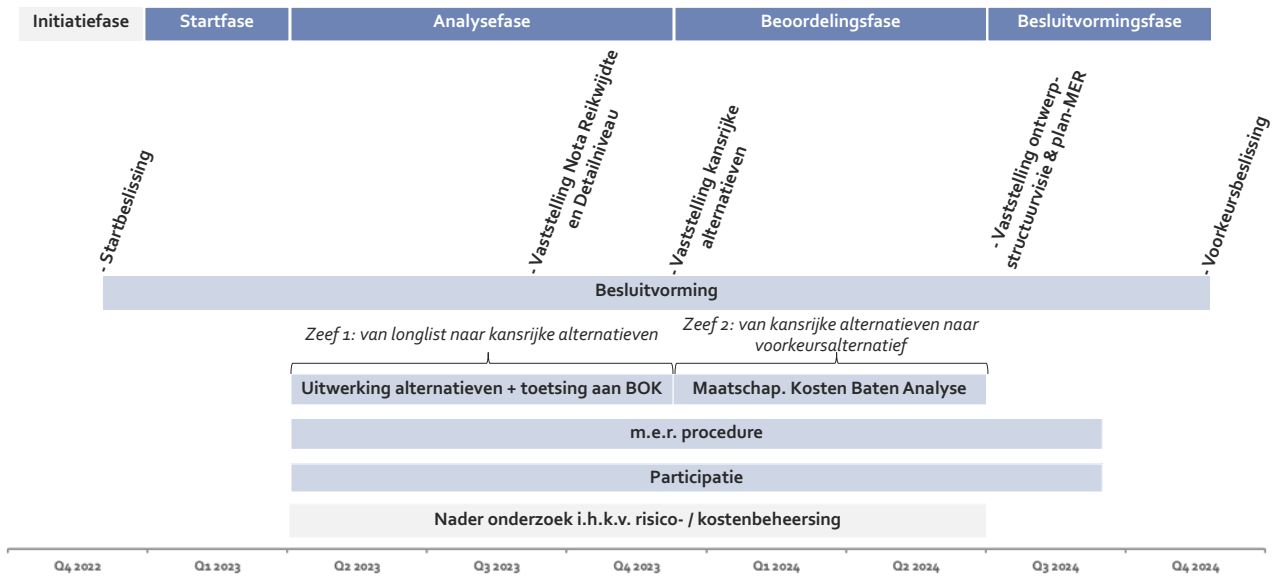 Initiatiefase
Startfase
Analysefase
Beoordelingsfase
Besluitvormingsfase
- Startbeslissing
- Vaststelling Nota Reikwijdte
en Detailniveau
- Vaststelling kansrijke
alternatieven
- Vaststelling ontwerp-
structuurvisie & plan-MER
- Voorkeursbeslissing
Besluitvorming
Zeef 1: van longlist naar kansrijke alternatieven
Zeef 2: van kansrijke alternatieven naar
voorkeursalternatief
Uitwerking alternatieven + toetsing aan BOK
Maatschap. Kosten Baten Analyse
m.e.r. procedure
Participatie
Nader onderzoek i.h.k.v. risico- / kostenbeheersing
Q4 2022
Q1 2023
Q2 2023
Q3 2023
Q4 2023
Q1 2024
Q2 2024
Q3 2024
Q4 2024